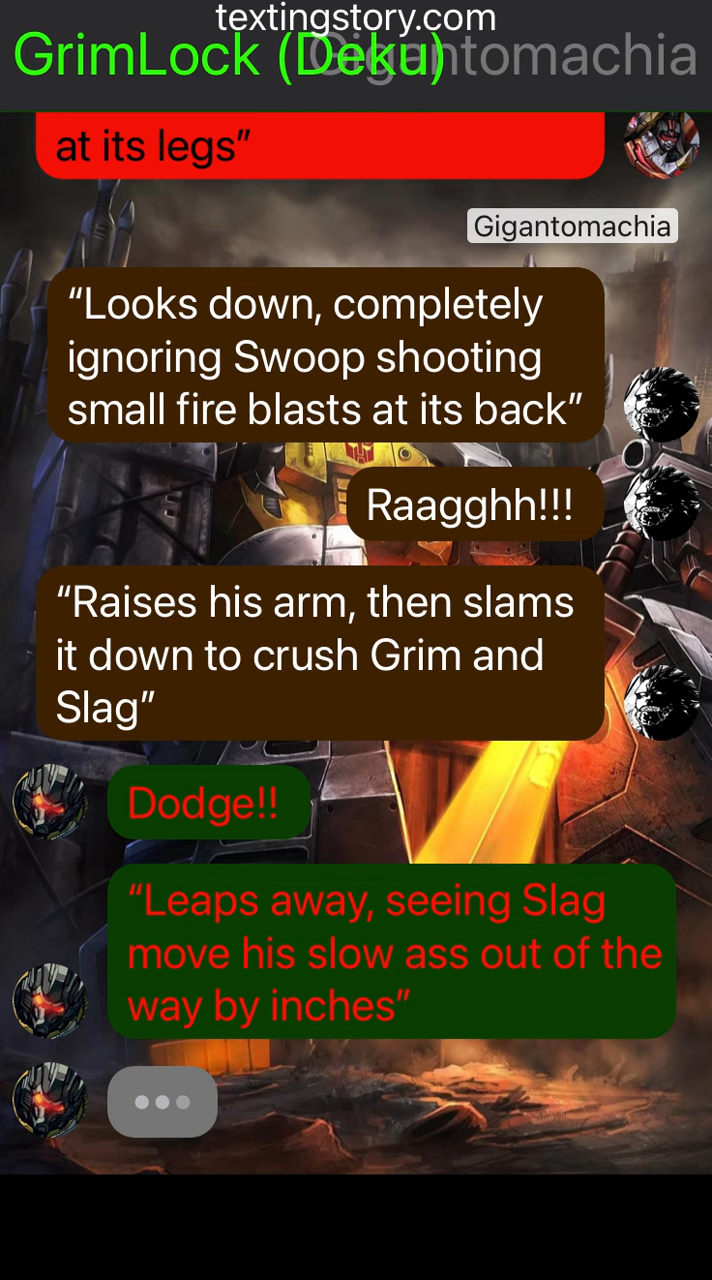 textingstory.com
GrimLock (Deku)
Gigantomachia
at its legs”
Gigantomachia
“Looks down, completely
ignoring Swoop shooting
small fire blasts at its back”
Raagghh!!!
“Raises his arm, then slams
it down to crush Grim and
Slag”
Dodge!!
“Leaps away, seeing Slag
move his slow ass out of the
way by inches”